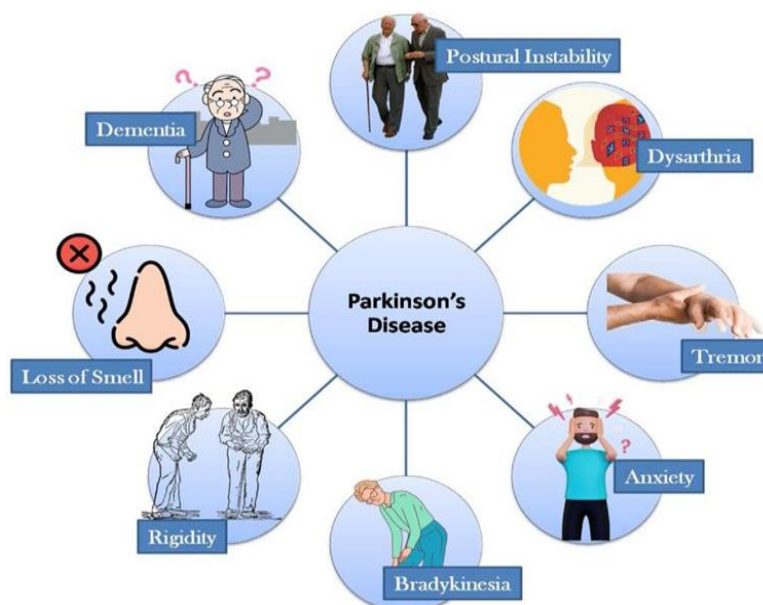 Postural Instability
Dementia
Dysarthria
Parkinson's
Disease
Loss of Smell
Tremor
Anxiety
Rigidity
Bradykinesia